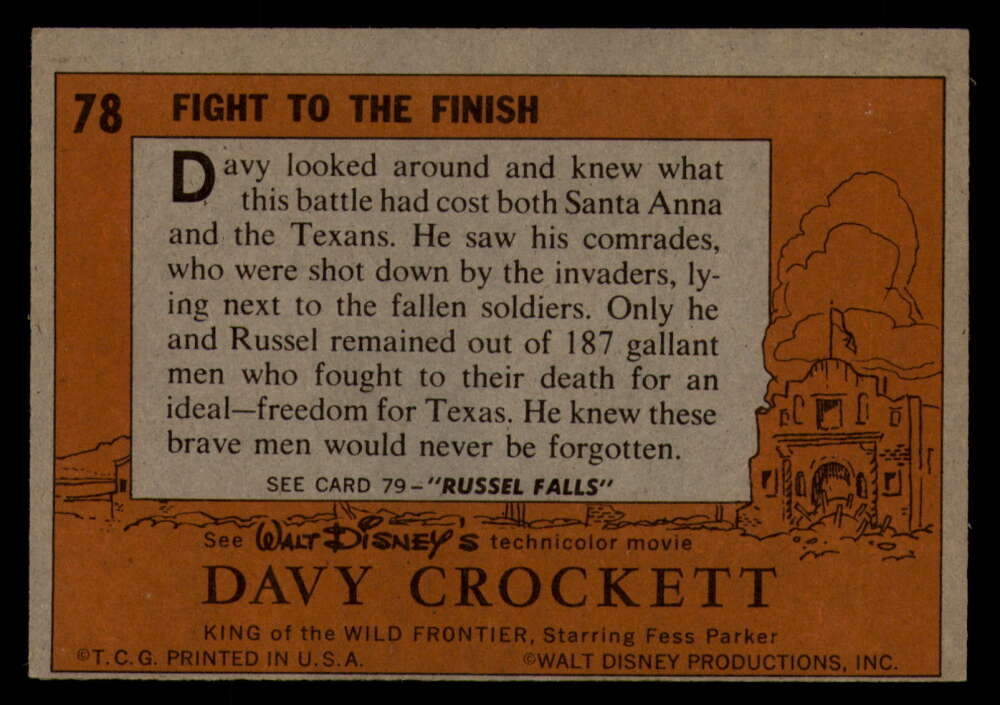 78 FIGHT TO THE FINISH
Davy looked around and knew what
this battle had cost both Santa Anna
and the Texans. He saw his comrades,
who were shot down by the invaders, ly-
ing next to the fallen soldiers. Only he
and Russel remained out of 187 gallant
men who fought to their death for an
ideal—freedom for Texas. He knew these
brave men would never be forgotten.
SEE CARD 79-"RUSSEL FALLS"
See WALT DISNEY'S technicolor movie
DAVY CROCKETT
KING of the WILD FRONTIER, Starring Fess Parker
©T.C.G. PRINTED IN U.S.A. ©WALT DISNEY PRODUCTIONS, INC.